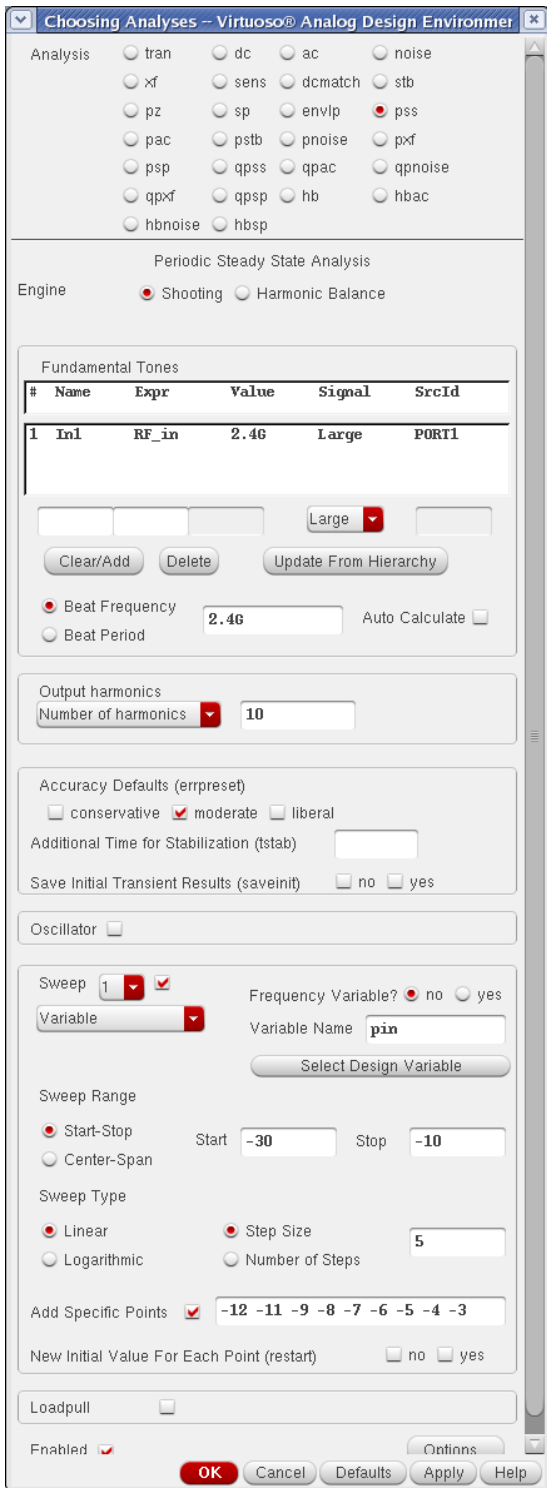 Choosing Analyses -- Virtuoso® Analog Design Environmer
Analysis tran dc ac noise
xf sens dcmatch stb
pz sp envlp pss
pac pstb pnoise pxf
psp qpss qpac qpnoise
qpxf qpsp hb hbac
hbnoise hbsp
Periodic Steady State Analysis
Engine Shooting Harmonic Balance
Fundamental Tones
# Name Expr Value Signal SrcId
1 In1 RF_in 2.4G Large PORT1
Large
Clear/Add Delete Update From Hierarchy
Beat Frequency 2.4G Auto Calculate
Beat Period
Output harmonics
Number of harmonics 10
Accuracy Defaults (errpreset)
conservative moderate liberal
Additional Time for Stabilization (tstab)
Save Initial Transient Results (saveinit) no yes
Oscillator
Sweep 1 Frequency Variable? no yes
Variable Variable Name pin
Select Design Variable
Sweep Range
Start-Stop Start -30 Stop -10
Center-Span
Sweep Type
Linear Step Size 5
Logarithmic Number of Steps
Add Specific Points -12 -11 -9 -8 -7 -6 -5 -4 -3
New Initial Value For Each Point (restart) no yes
Loadpull
Enabled Options
OK Cancel Defaults Apply Help